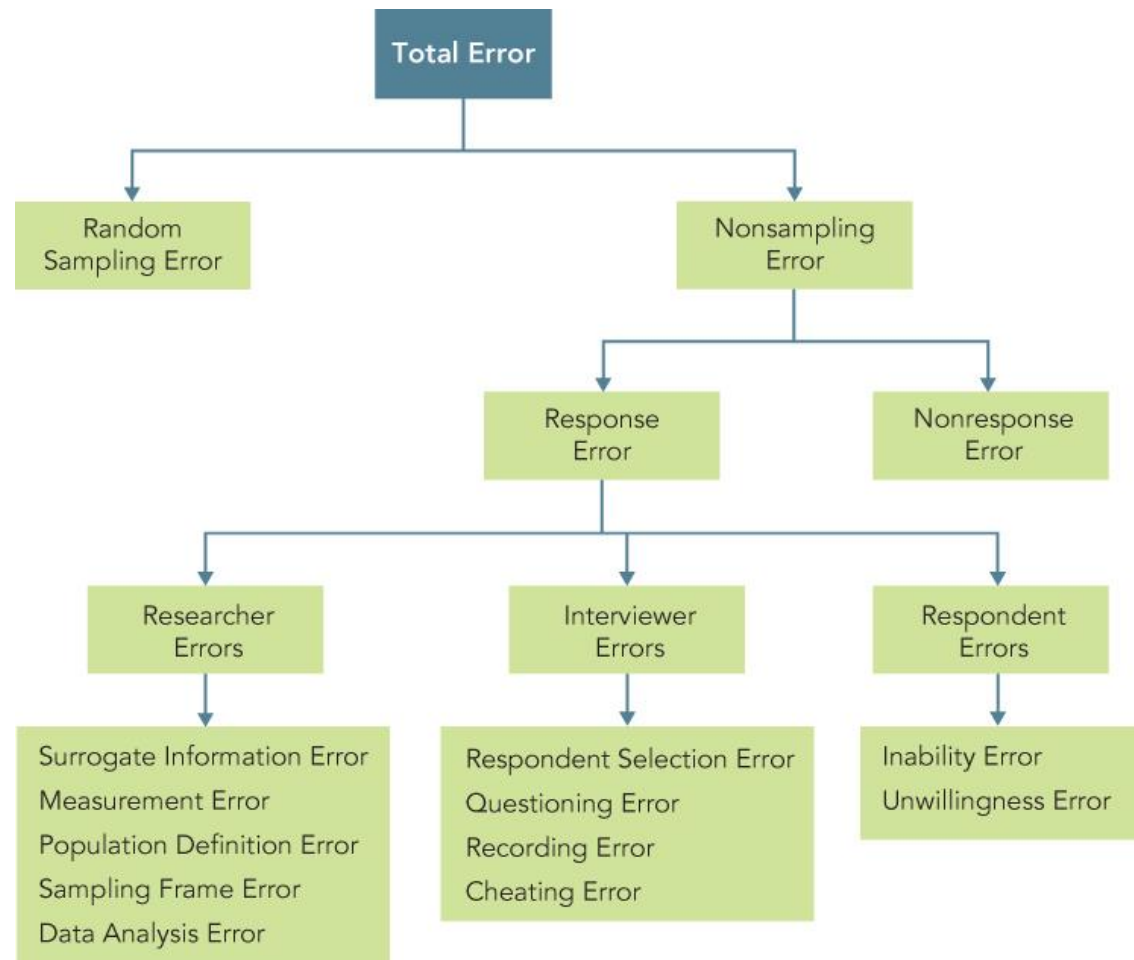 Total Error
Random
Sampling Error
Nonsampling
Error
Response
Error
Nonresponse
Error
Researcher
Errors
Interviewer
Errors
Respondent
Errors
Surrogate Information Error
Measurement Error
Population Definition Error
Sampling Frame Error
Data Analysis Error
Respondent Selection Error
Questioning Error
Recording Error
Cheating Error
Inability Error
Unwillingness Error